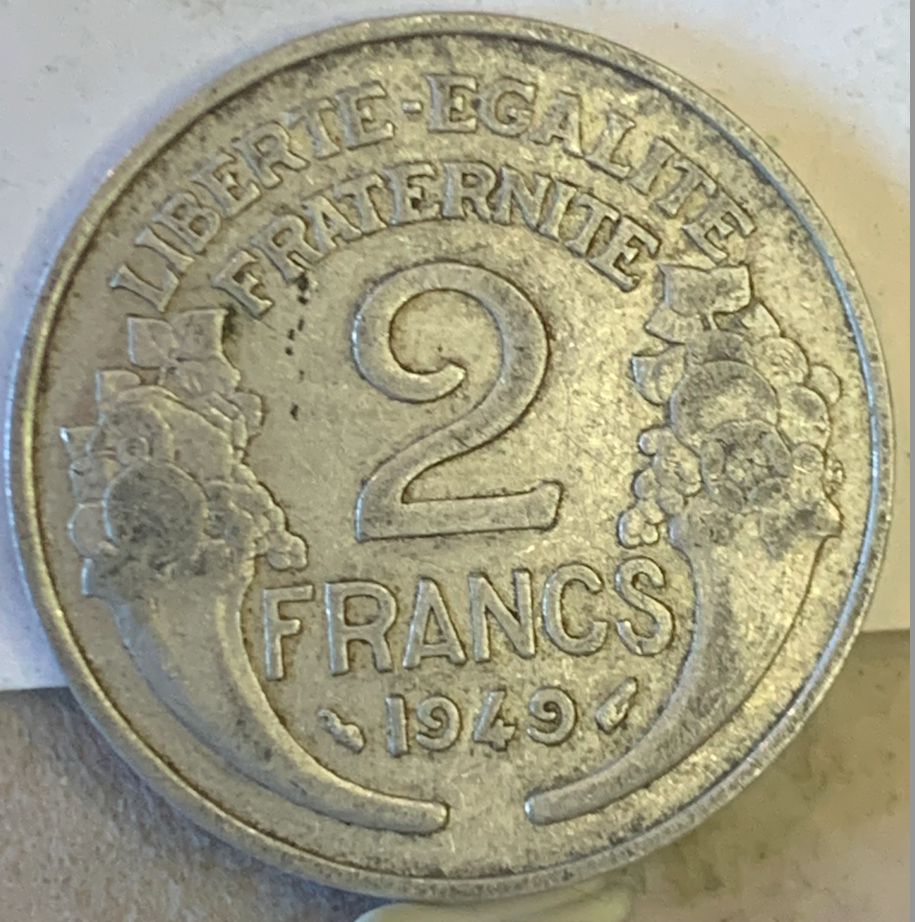 LIBERTE-EGALITE
FRATERNITE
2
FRANCS
1949